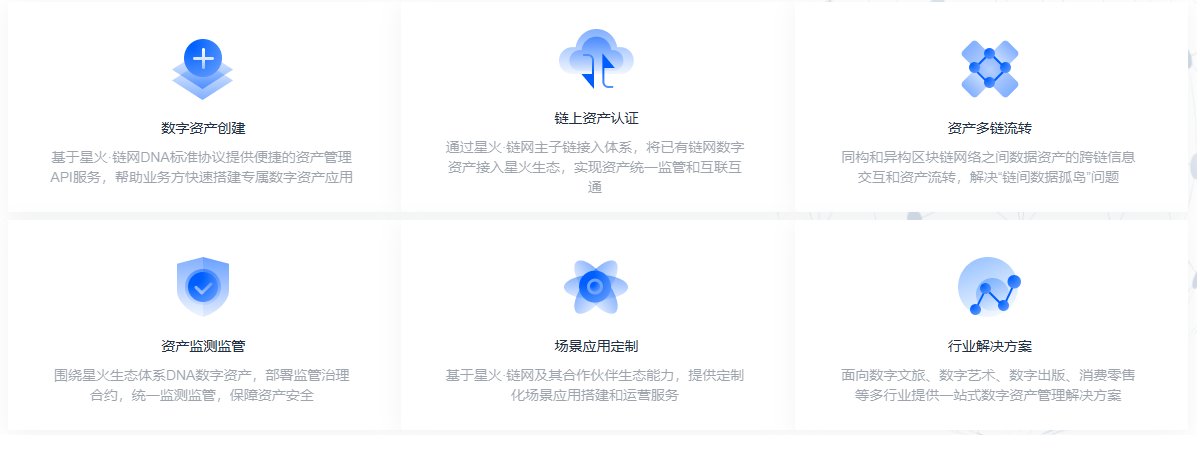 数字资产创建
基于星火·链网DNA标准协议提供便捷的资产管理
API服务，帮助业务方快速搭建专属数字资产应用
链上资产认证
通过星火·链网主子链接入体系，将已有链网数字
资产接入星火生态，实现资产统一监管和互联互
通
资产多链流转
同构和异构区块链网络之间数据资产的跨链信息
交互和资产流转，解决“链间数据孤岛”问题
资产监测监管
围绕星火生态体系DNA数字资产，部署监管治理
合约，统一监测监管，保障资产安全
场景应用定制
基于星火·链网及其合作伙伴生态能力，提供定制
化场景应用搭建和运营服务
行业解决方案
面向数字文旅、数字艺术、数字出版、消费零售
等多行业提供一站式数字资产管理解决方案